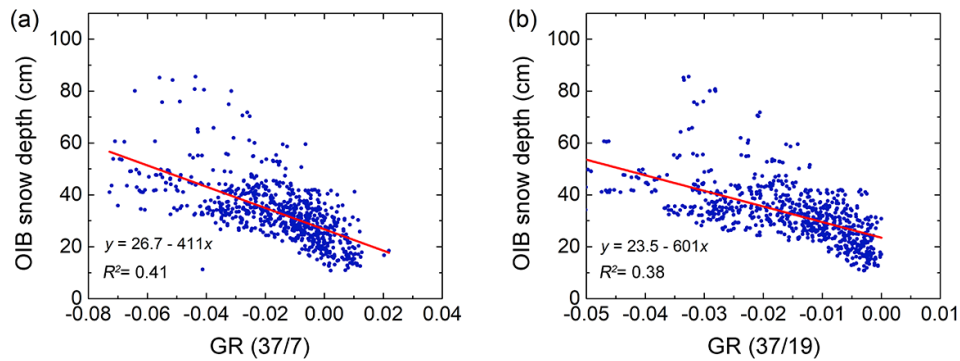 (a)
OIB snow depth (cm)
100
80
60
40
20
0
y = 26.7 - 411x
R²= 0.41
-0.08 -0.06 -0.04 -0.02 0.00 0.02 0.04
GR (37/7)
(b)
OIB snow depth (cm)
100
80
60
40
20
0
y = 23.5 - 601x
R²= 0.38
-0.05 -0.04 -0.03 -0.02 -0.01 0.00 0.01
GR (37/19)